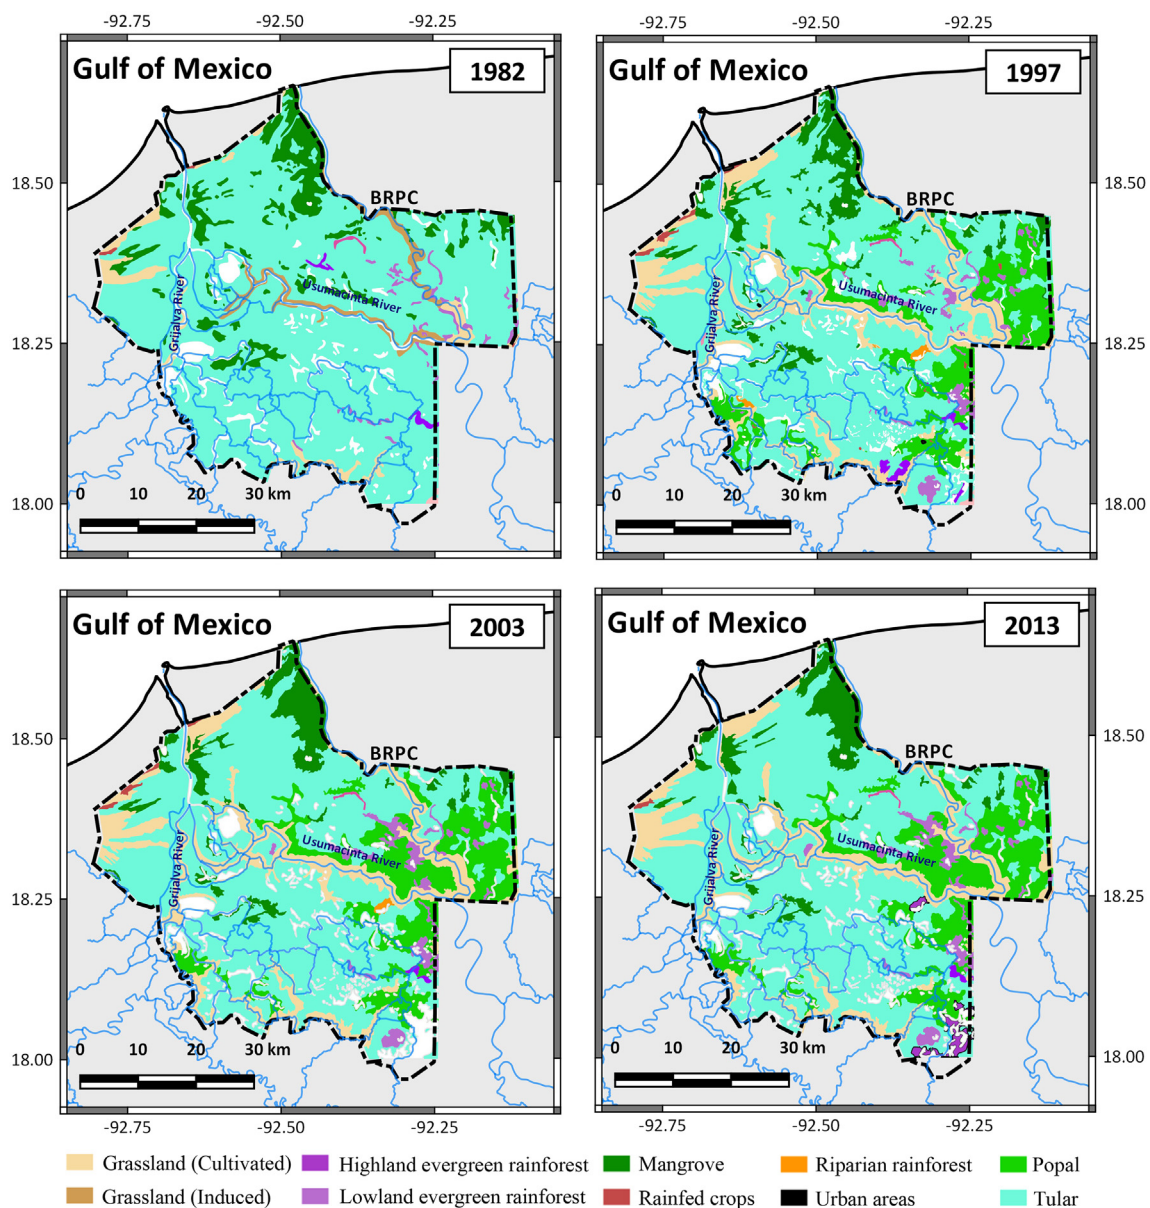 -92.75 -92.50 -92.25
-92.75 -92.50 -92.25
Gulf of Mexico 1982
Gulf of Mexico 1997
18.50
18.50
BRPC
BRPC
Usumacinta River
Usumacinta River
Grijalva River
Grijalva River
18.25
18.25
18.00
18.00
0 10 20 30 km
0 10 20 30 km
Gulf of Mexico 2003
Gulf of Mexico 2013
18.50
18.50
BRPC
BRPC
Usumacinta River
Usumacinta River
Grijalva River
Grijalva River
18.25
18.25
18.00
18.00
0 10 20 30 km
0 10 20 30 km
-92.75 -92.50 -92.25
-92.75 -92.50 -92.25
Grassland (Cultivated) Highland evergreen rainforest Mangrove Riparian rainforest Popal
Grassland (Induced) Lowland evergreen rainforest Rainfed crops Urban areas Tular